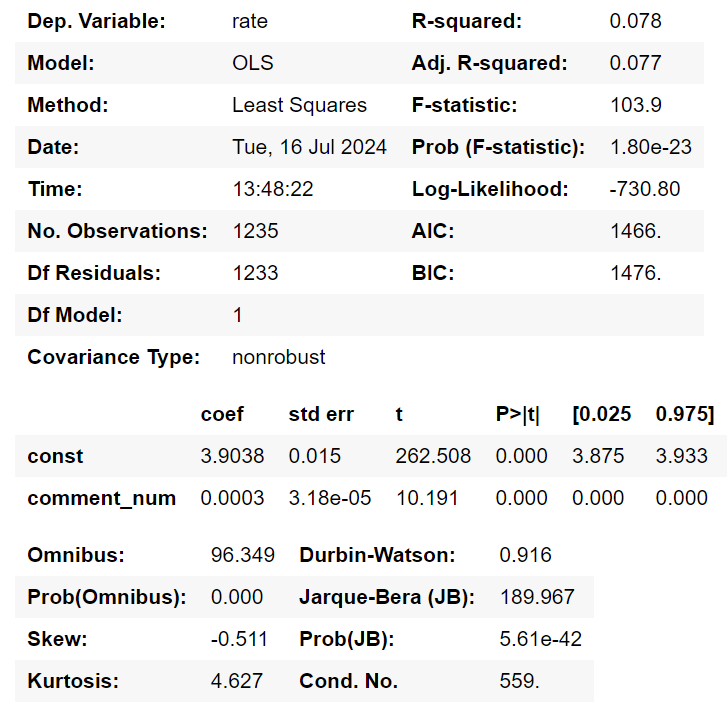 Dep. Variable: rate R-squared: 0.078
Model: OLS Adj. R-squared: 0.077
Method: Least Squares F-statistic: 103.9
Date: Tue, 16 Jul 2024 Prob (F-statistic): 1.80e-23
Time: 13:48:22 Log-Likelihood: -730.80
No. Observations: 1235 AIC: 1466.
Df Residuals: 1233 BIC: 1476.
Df Model: 1
Covariance Type: nonrobust
coef std err t P>|t| [0.025 0.975]
const 3.9038 0.015 262.508 0.000 3.875 3.933
comment_num 0.0003 3.18e-05 10.191 0.000 0.000 0.000
Omnibus: 96.349 Durbin-Watson: 0.916
Prob(Omnibus): 0.000 Jarque-Bera (JB): 189.967
Skew: -0.511 Prob(JB): 5.61e-42
Kurtosis: 4.627 Cond. No. 559.